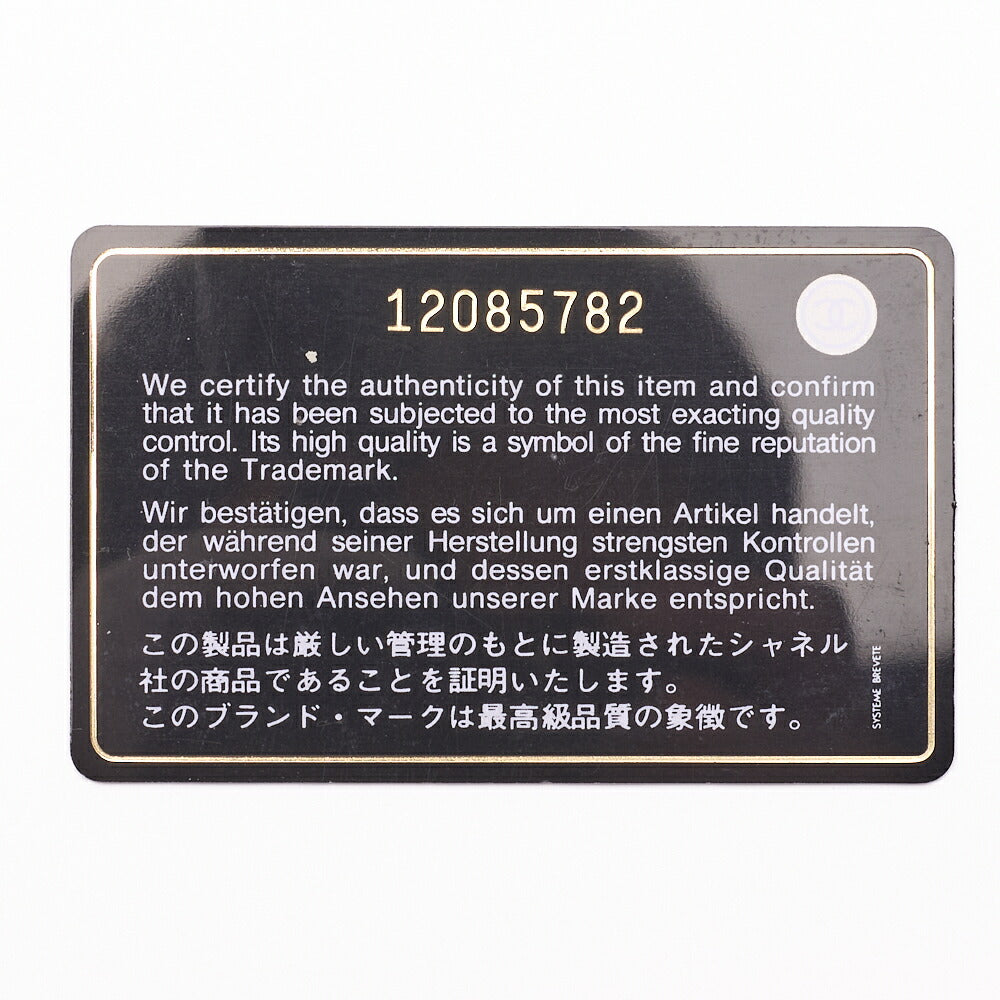 12085782
We certify the authenticity of this item and confirm
that it has been subjected to the most exacting quality
control. Its high quality is a symbol of the fine reputation
of the Trademark.
Wir bestätigen, dass es sich um einen Artikel handelt,
der während seiner Herstellung strengsten Kontrollen
unterworfen war, und dessen erstklassige Qualität
dem hohen Ansehen unserer Marke entspricht.
この製品は厳しい管理のもとに製造されたシャネル
社の商品であることを証明いたします。
このブランド・マークは最高級品質の象徴です。
SYSTEME BREVETE